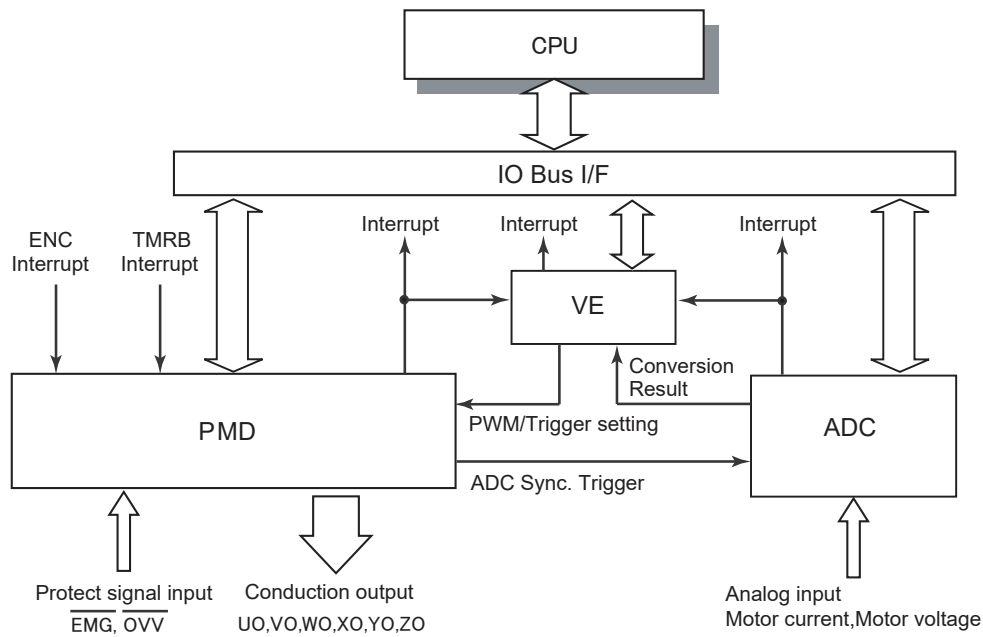 CPU
IO Bus I/F
Interrupt
Interrupt
Interrupt
ENC
Interrupt
TMRB
Interrupt
VE
Conversion
Result
PMD
PWM/Trigger setting
ADC
ADC Sync. Trigger
Protect signal input
EMG, OVV
Conduction output
UO,VO,WO,XO,YO,ZO
Analog input
Motor current,Motor voltage